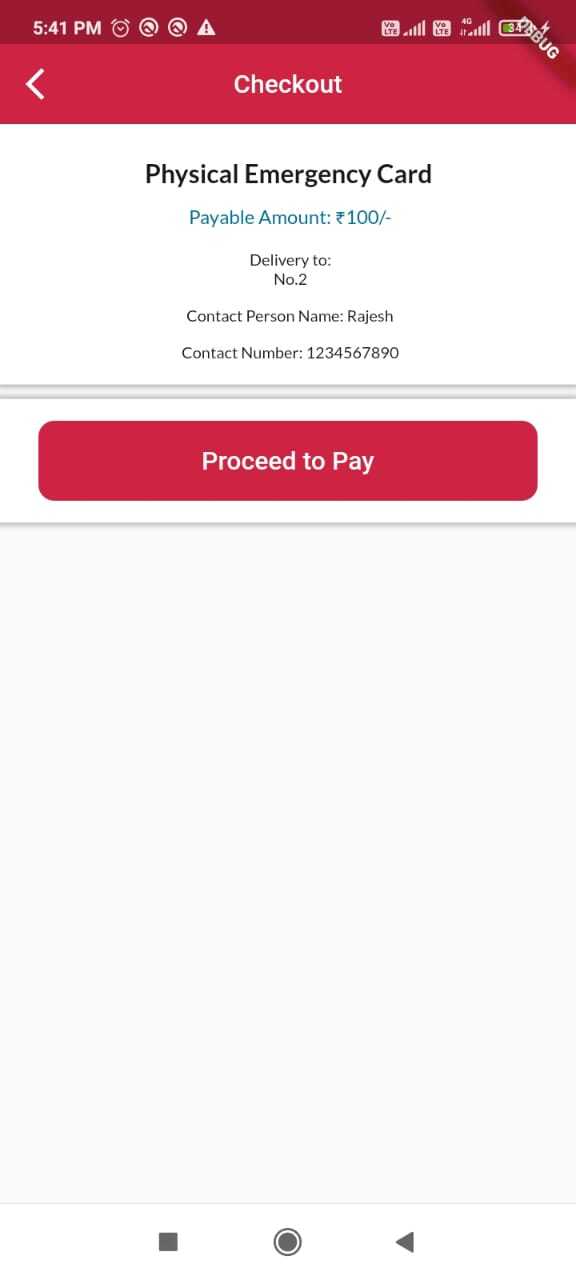 5:41 PM
Vo LTE Vo LTE 4G 34
DEBUG
Checkout
Physical Emergency Card
Payable Amount: ₹100/-
Delivery to:
No.2
Contact Person Name: Rajesh
Contact Number: 1234567890
Proceed to Pay